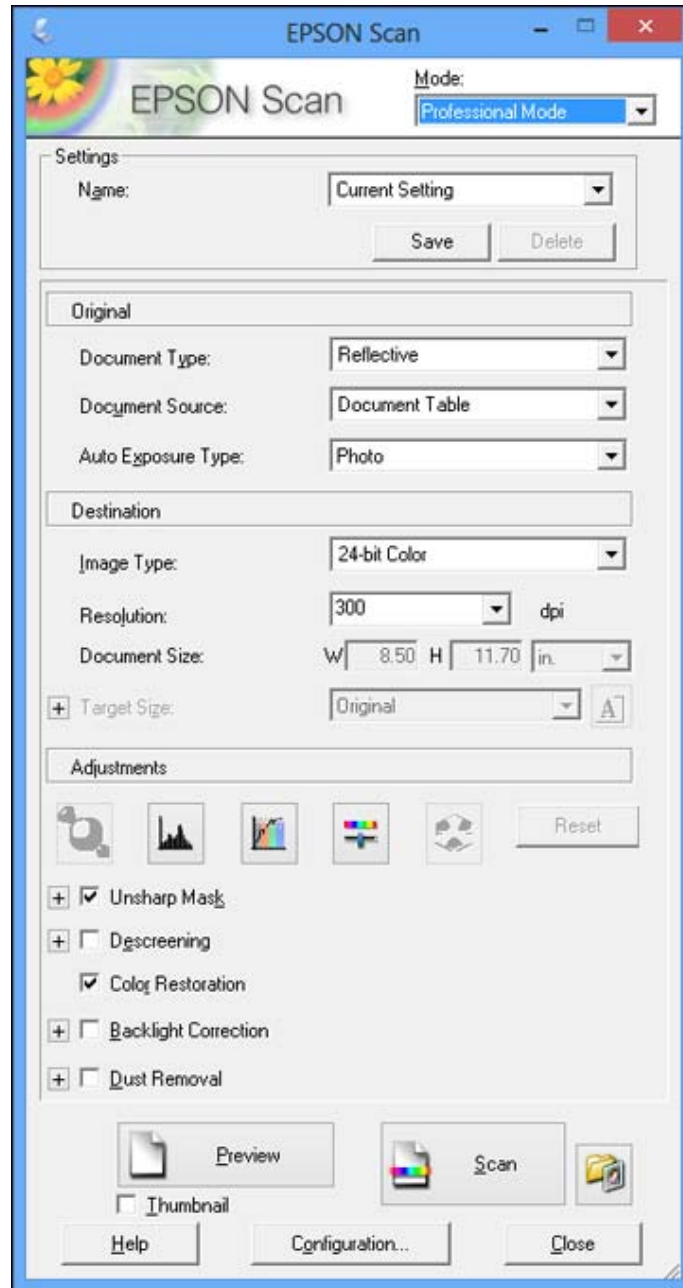 EPSON Scan
EPSON Scan
Mode:
Professional Mode
Settings
Name:
Current Setting
Save
Delete
Original
Document Type:
Reflective
Document Source:
Document Table
Auto Exposure Type:
Photo
Destination
Image Type:
24-bit Color
Resolution:
300
dpi
Document Size:
W 8.50 H 11.70 in.
Target Size:
Original
A
Adjustments
Reset
Unsharp Mask
Descreening
Color Restoration
Backlight Correction
Dust Removal
Preview
Scan
Thumbnail
Help
Configuration...
Close